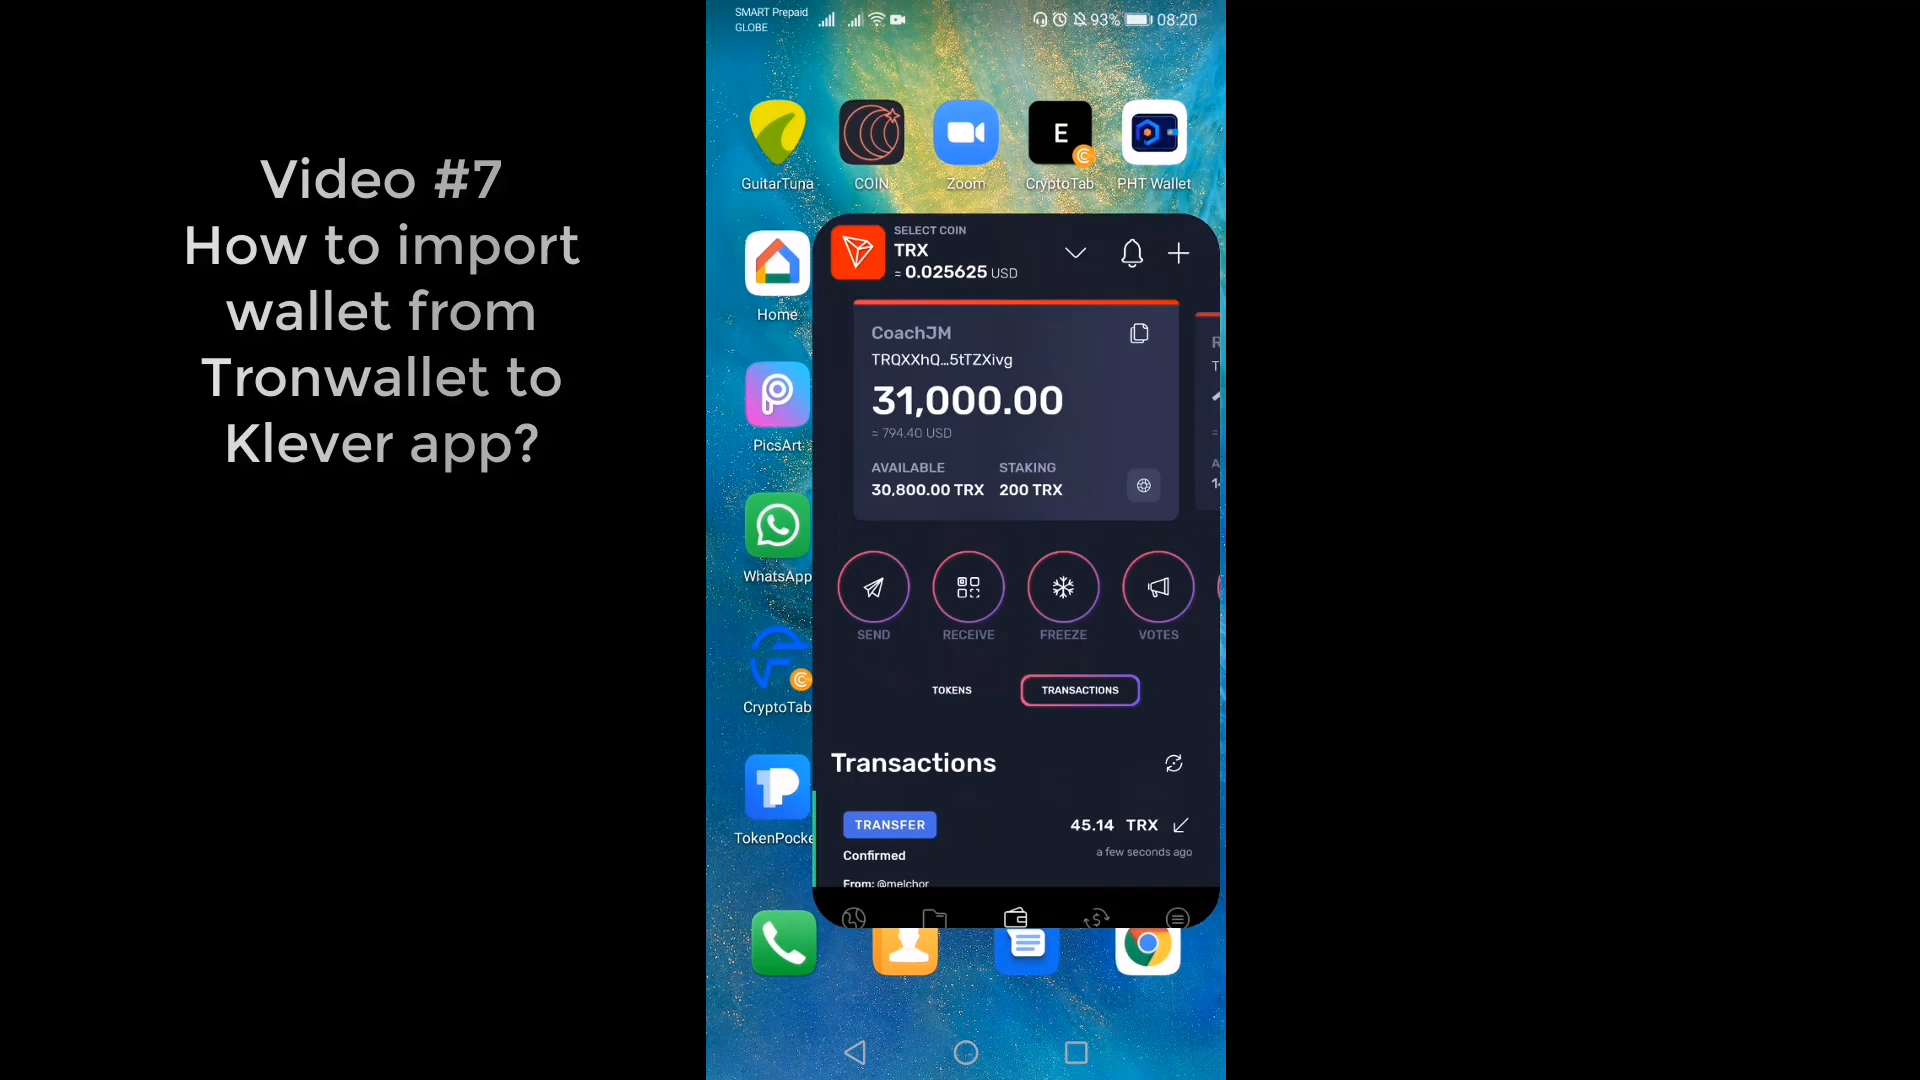 Video #7
How to import
wallet from
Tronwallet to
Klever app?
SMART Prepaid
GLOBE
93% 08:20
GuitarTuna COIN Zoom CryptoTab PHT Wallet
E
Home
PicsArt
WhatsApp
CryptoTab
TokenPocke
SELECT COIN
TRX
≈ 0.025625 USD
CoachJM
TRQXXhQ...5tTZXivg
31,000.00
≈ 794.40 USD
AVAILABLE STAKING
30,800.00 TRX 200 TRX
SEND RECEIVE FREEZE VOTES
TOKENS TRANSACTIONS
Transactions
TRANSFER 45.14 TRX
Confirmed a few seconds ago
From: @melchor